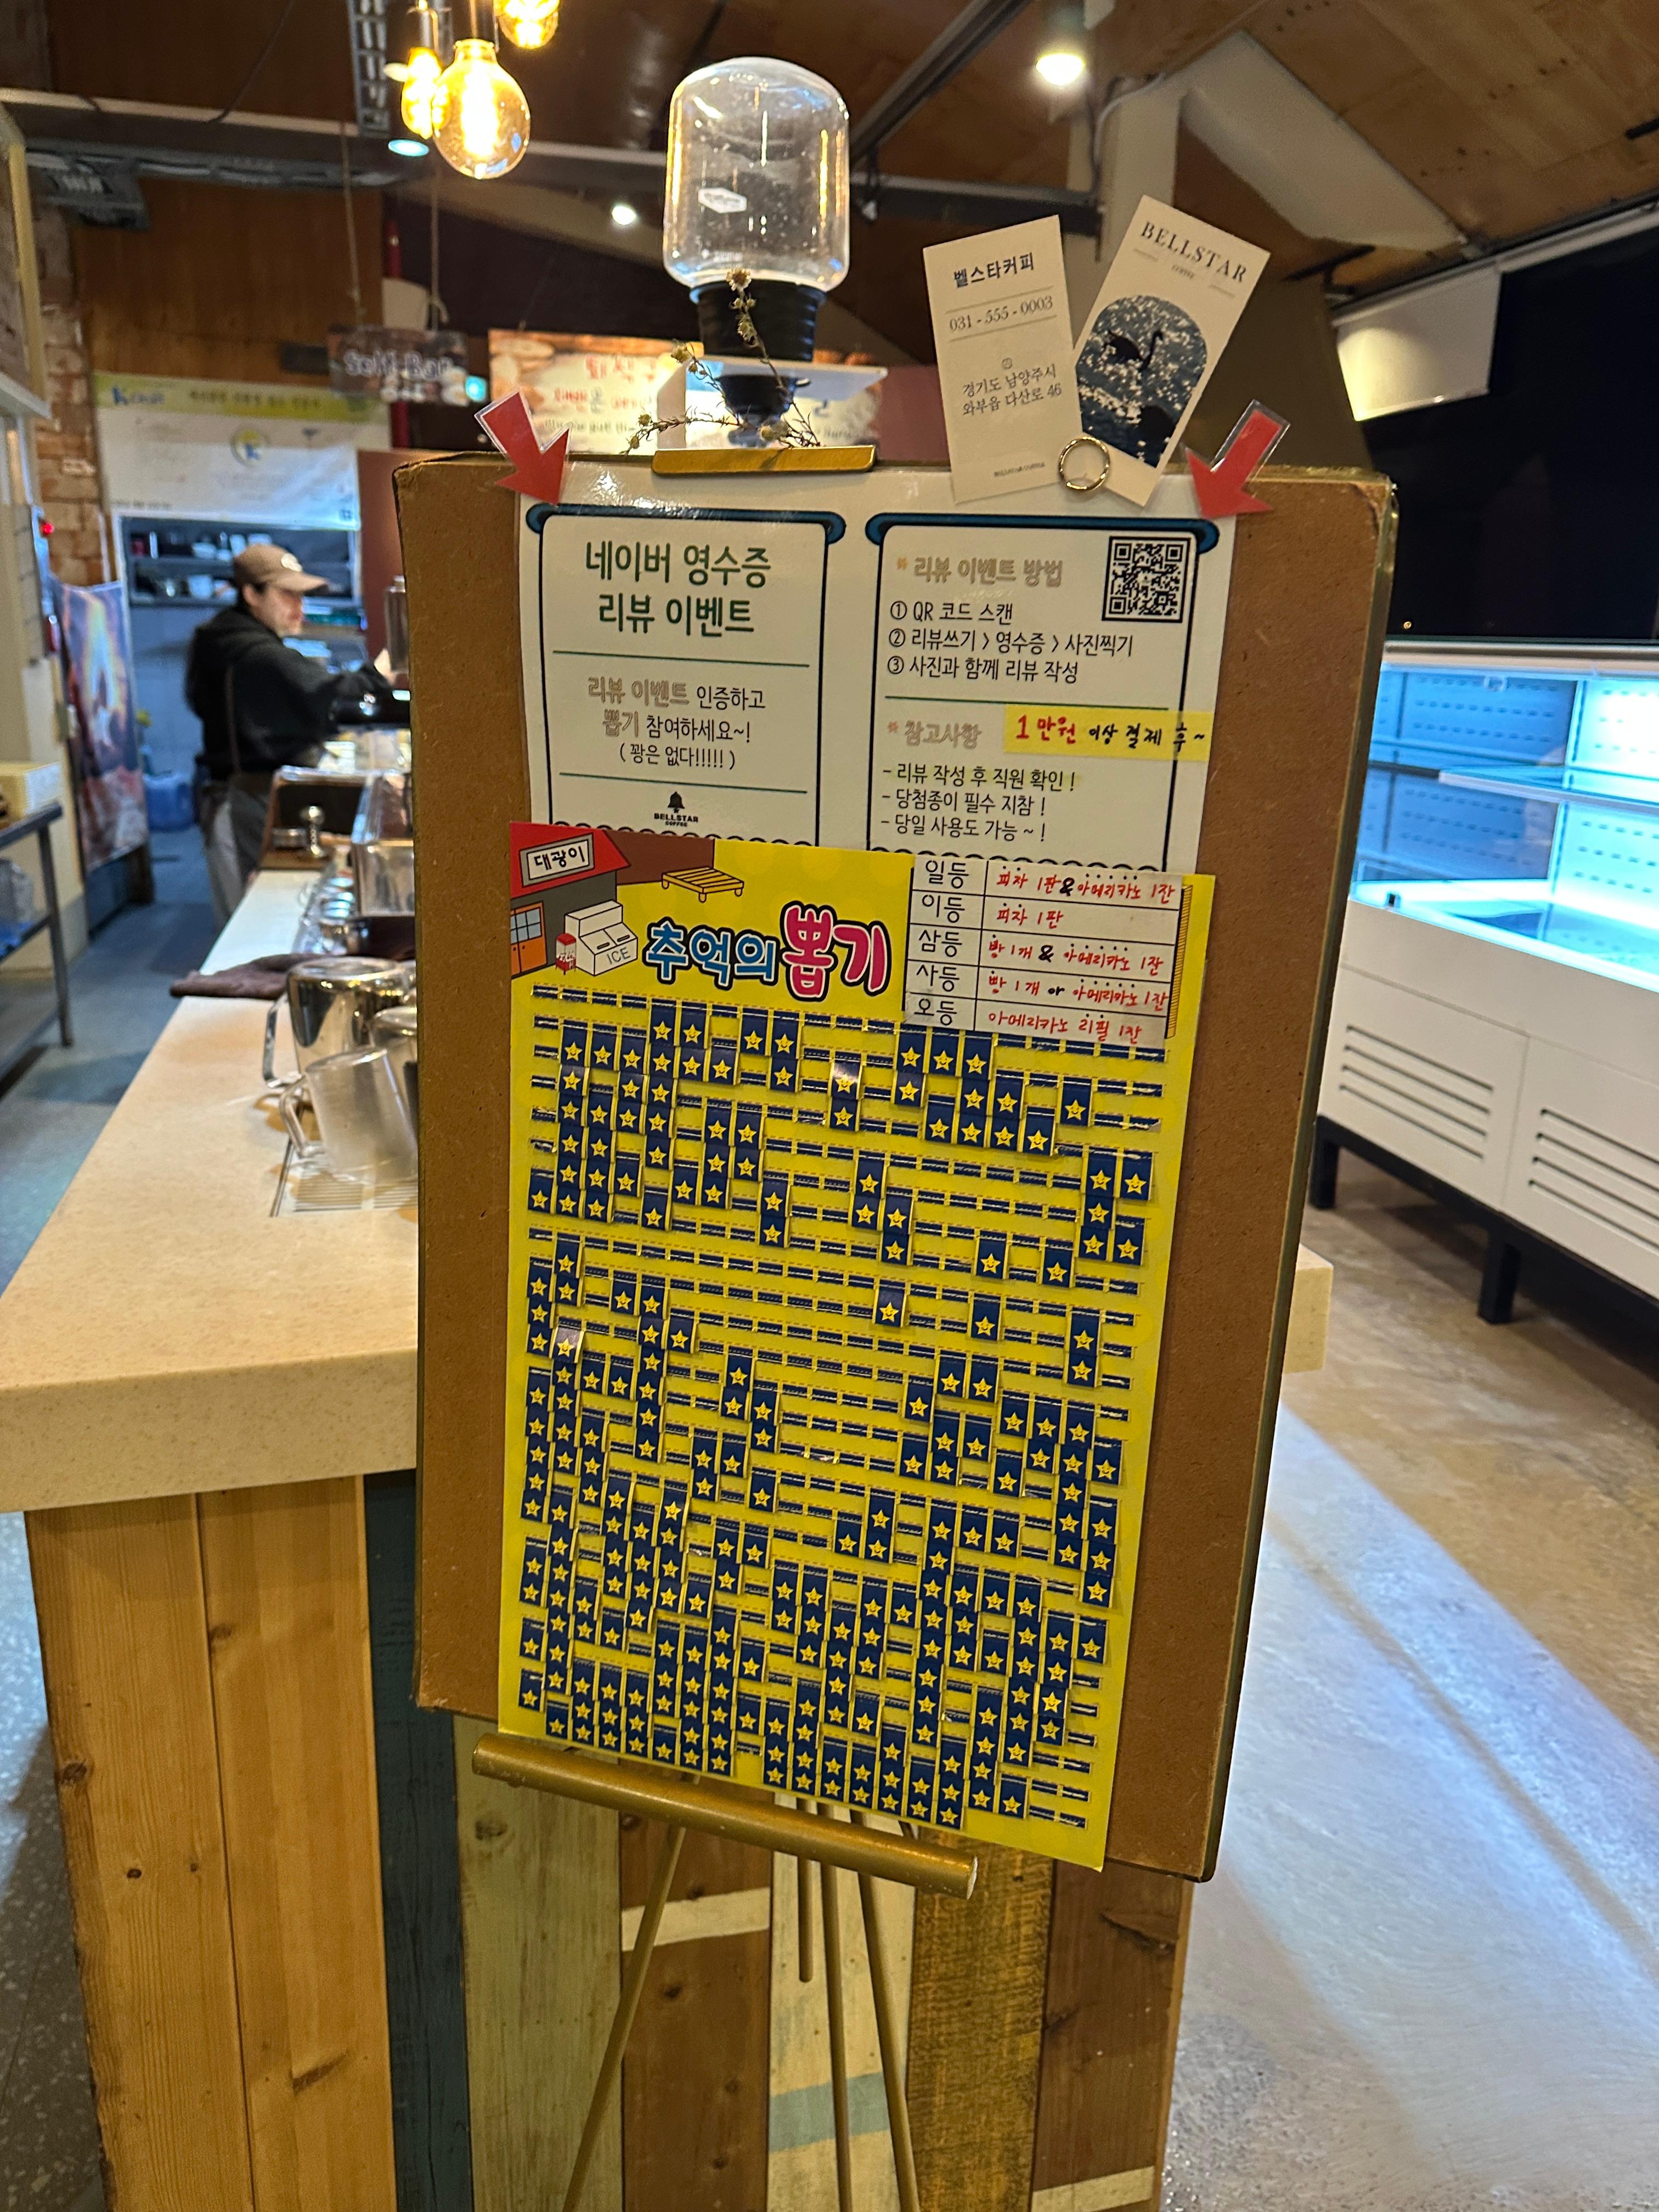 Self Bar
벨스타커피
031 - 555 - 0003
경기도 남양주시
와부읍 다산로 46
BELLSTAR COFFEE
BELLSTAR
COFFEE
네이버 영수증
리뷰 이벤트
리뷰 이벤트 인증하고
뽑기 참여하세요~!
( 꽝은 없다!!!!! )
BELLSTAR
COFFEE
* 리뷰 이벤트 방법
① QR 코드 스캔
② 리뷰쓰기 > 영수증 > 사진찍기
③ 사진과 함께 리뷰 작성
* 참고사항 1만원 이상 결제 후~
- 리뷰 작성 후 직원 확인 !
- 당첨종이 필수 지참 !
- 당일 사용도 가능 ~ !
대광이
ICE
추억의 뽑기
일등 피자 1판 & 아메리카노 1잔
이등 피자 1판
삼등 빵 1개 & 아메리카노 1잔
사등 빵 1개 or 아메리카노 1잔
오등 아메리카노 리필 1잔